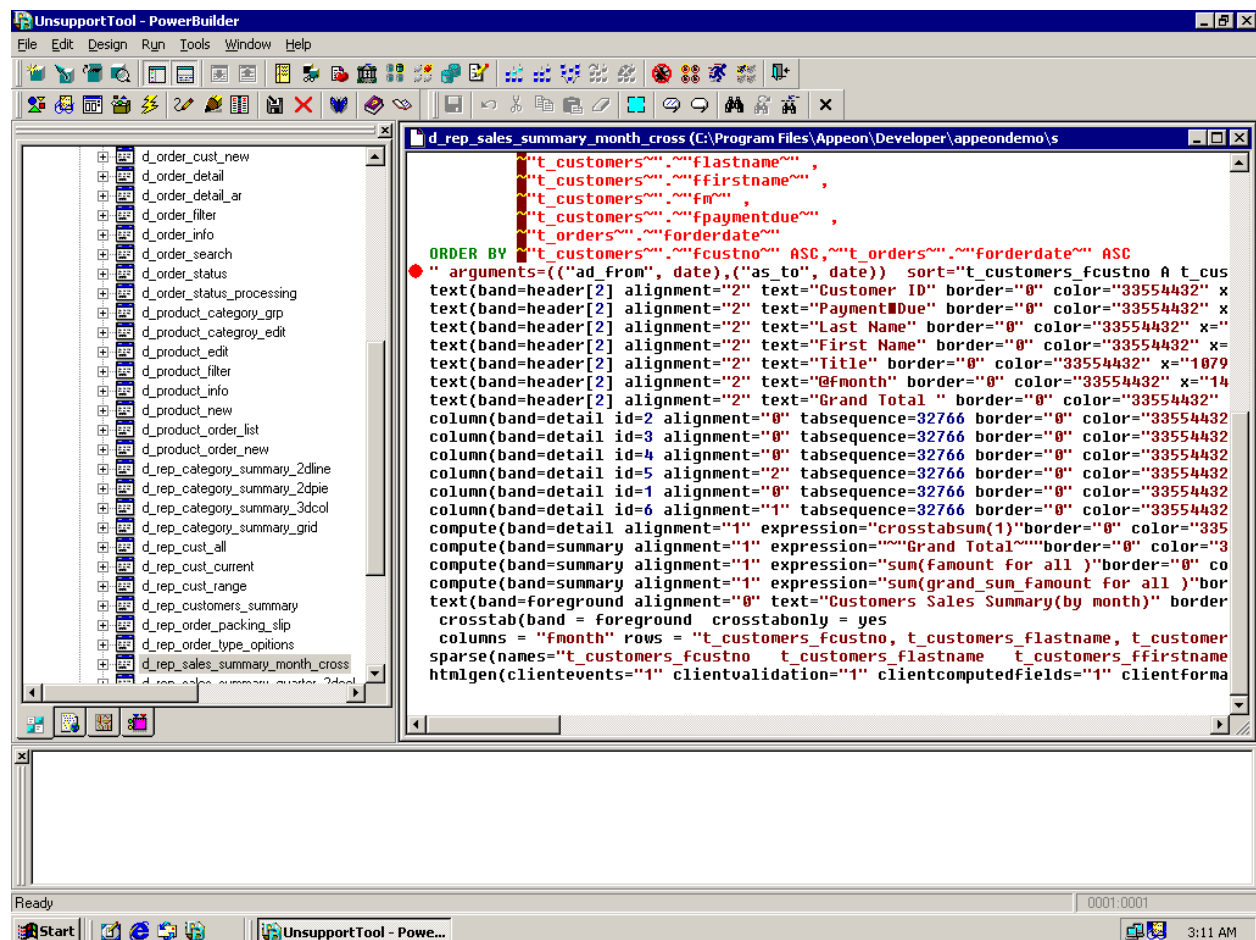 UnsupportTool - PowerBuilder
File Edit Design Run Tools Window Help
d_order_cust_new
d_order_detail
d_order_detail_ar
d_order_filter
d_order_info
d_order_search
d_order_status
d_order_status_processing
d_product_category_grp
d_product_categroy_edit
d_product_edit
d_product_filter
d_product_info
d_product_new
d_product_order_list
d_product_order_new
d_rep_category_summary_2dline
d_rep_category_summary_2dpie
d_rep_category_summary_3dcol
d_rep_category_summary_grid
d_rep_cust_all
d_rep_cust_current
d_rep_cust_range
d_rep_customers_summary
d_rep_order_packing_slip
d_rep_order_type_opitions
d_rep_sales_summary_month_cross
d_rep_sales_summary_quarter_2dcol
d_rep_sales_summary_month_cross (C:\Program Files\Appeon\Developer\appeondemo\s
~"t_customers~".~"flastname~" ,
~"t_customers~".~"ffirstname~" ,
~"t_customers~".~"fm~" ,
~"t_customers~".~"fpaymentdue~" ,
~"t_orders~".~"forderdate~"
ORDER BY ~"t_customers~".~"fcustno~" ASC,~"t_orders~".~"forderdate~" ASC
" arguments=(("ad_from", date),("as_to", date)) sort="t_customers_fcustno A t_cus
text(band=header[2] alignment="2" text="Customer ID" border="0" color="33554432" x
text(band=header[2] alignment="2" text="Payment Due" border="0" color="33554432" x
text(band=header[2] alignment="2" text="Last Name" border="0" color="33554432" x="
text(band=header[2] alignment="2" text="First Name" border="0" color="33554432" x=
text(band=header[2] alignment="2" text="Title" border="0" color="33554432" x="1079
text(band=header[2] alignment="2" text="@fmonth" border="0" color="33554432" x="14
text(band=header[2] alignment="2" text="Grand Total " border="0" color="33554432"
column(band=detail id=2 alignment="0" tabsequence=32766 border="0" color="33554432
column(band=detail id=3 alignment="0" tabsequence=32766 border="0" color="33554432
column(band=detail id=4 alignment="0" tabsequence=32766 border="0" color="33554432
column(band=detail id=5 alignment="2" tabsequence=32766 border="0" color="33554432
column(band=detail id=1 alignment="0" tabsequence=32766 border="0" color="33554432
column(band=detail id=6 alignment="1" tabsequence=32766 border="0" color="33554432
compute(band=detail alignment="1" expression="crosstabsum(1)"border="0" color="335
compute(band=summary alignment="1" expression="~"Grand Total~""border="0" color="3
compute(band=summary alignment="1" expression="sum(famount for all )"border="0" co
compute(band=summary alignment="1" expression="sum(grand_sum_famount for all )"bor
text(band=foreground alignment="0" text="Customers Sales Summary(by month)" border
crosstab(band = foreground crosstabonly = yes
columns = "fmonth" rows = "t_customers_fcustno, t_customers_flastname, t_customer
sparse(names="t_customers_fcustno t_customers_flastname t_customers_ffirstname
htmlgen(clientevents="1" clientvalidation="1" clientcomputedfields="1" clientforma
Ready
0001:0001
Start
UnsupportTool - Powe...
3:11 AM